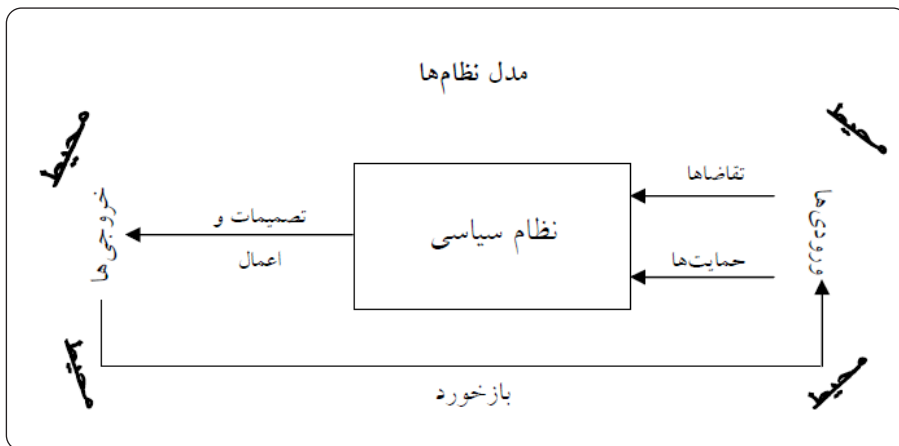 مدل نظام‌ها
محیط
محیط
تقاضاها
ورودی‌ها
حمایت‌ها
نظام سیاسی
تصمیمات و
اعمال
خروجی‌ها
محیط
محیط
بازخورد